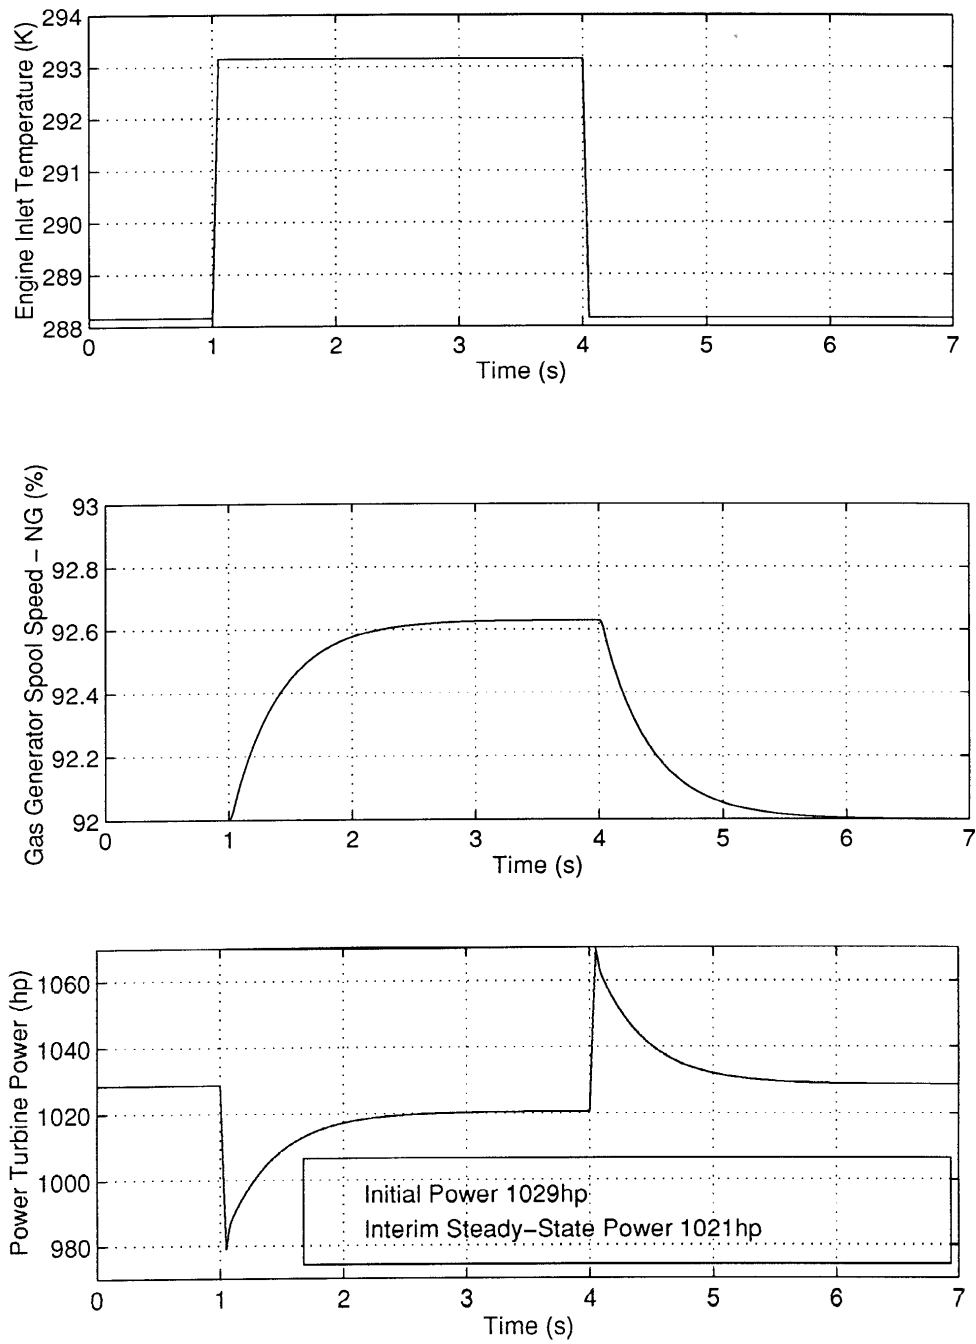 294
293
292
291
290
289
288
Engine Inlet Temperature (K)
0 1 2 3 4 5 6 7
Time (s)
93
92.8
92.6
92.4
92.2
92
Gas Generator Spool Speed – NG (%)
0 1 2 3 4 5 6 7
Time (s)
1060
1040
1020
1000
980
Power Turbine Power (hp)
Initial Power 1029hp
Interim Steady–State Power 1021hp
0 1 2 3 4 5 6 7
Time (s)